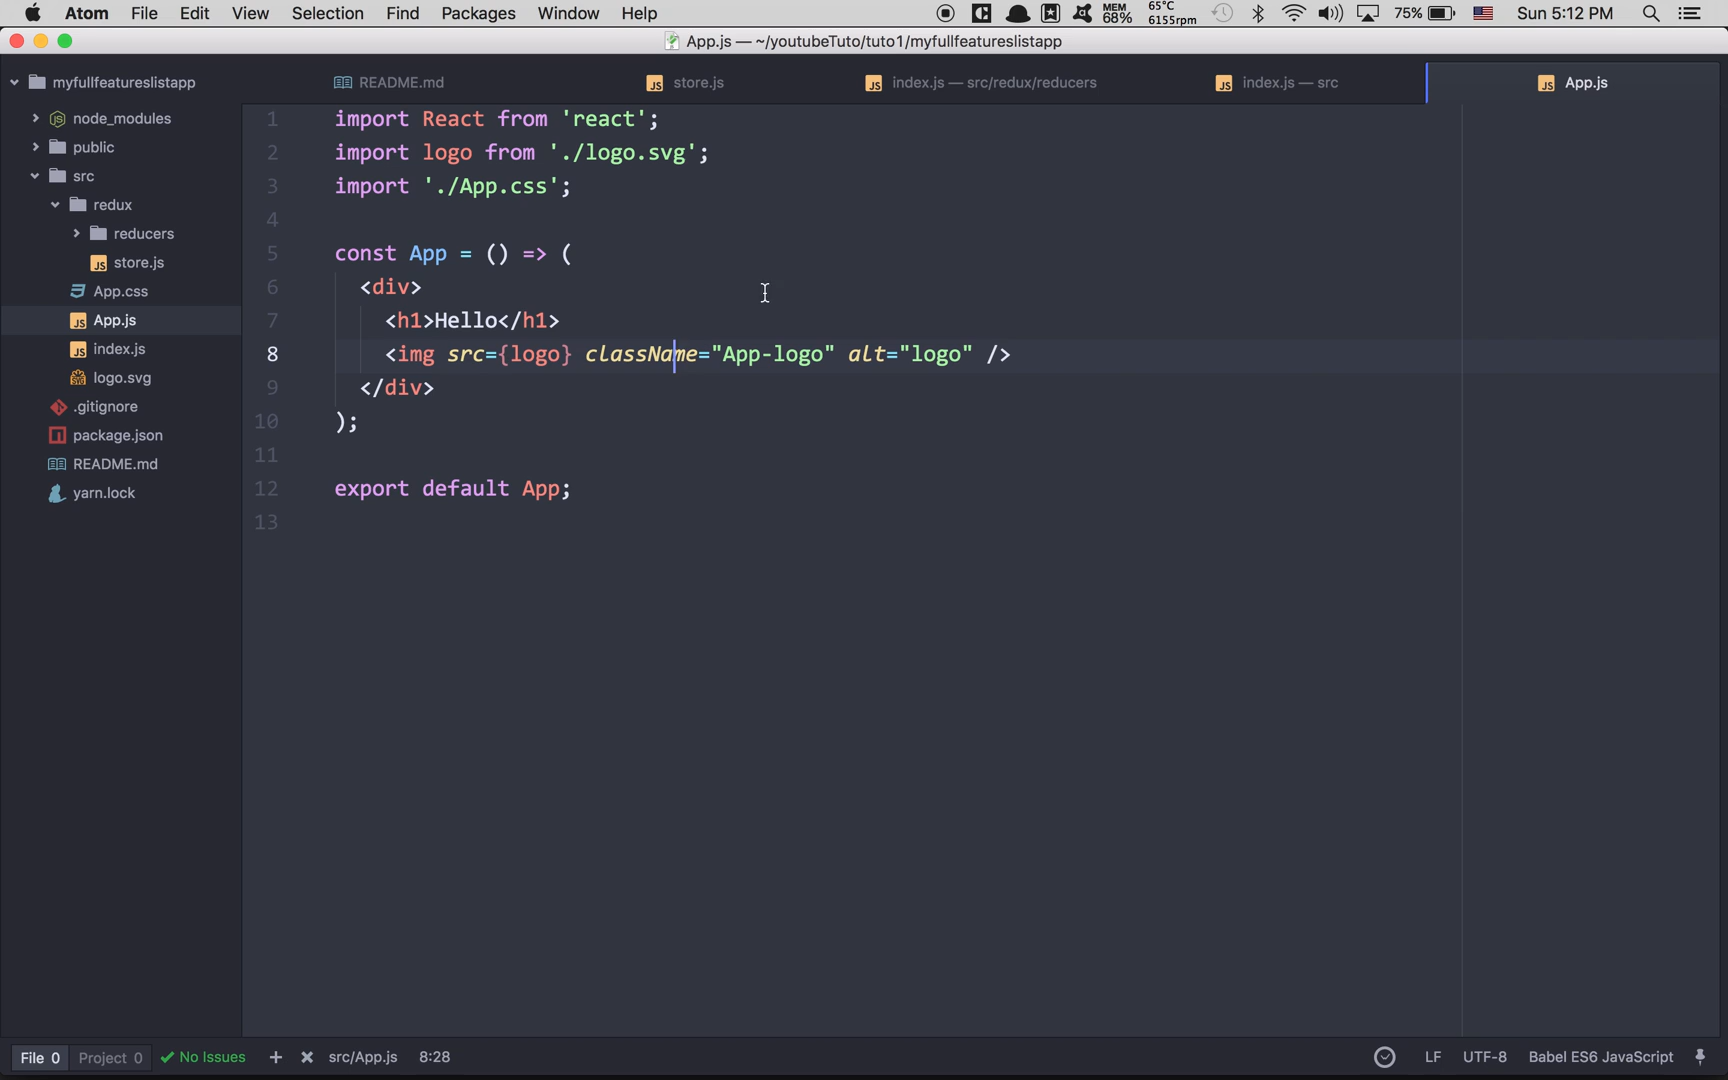 Atom File Edit View Selection Find Packages Window Help MEM 68% 65°C 6155rpm 75% Sun 5:12 PM
App.js — ~/youtubeTuto/tuto1/myfullfeatureslistapp
myfullfeatureslistapp
node_modules
public
src
redux
reducers
store.js
App.css
App.js
index.js
logo.svg
.gitignore
package.json
README.md
yarn.lock
README.md store.js index.js — src/redux/reducers index.js — src App.js
1 import React from 'react';
2 import logo from './logo.svg';
3 import './App.css';
4
5 const App = () => (
6 <div>
7 <h1>Hello</h1>
8 <img src={logo} className="App-logo" alt="logo" />
9 </div>
10 );
11
12 export default App;
13
File 0 Project 0 No Issues src/App.js 8:28 LF UTF-8 Babel ES6 JavaScript